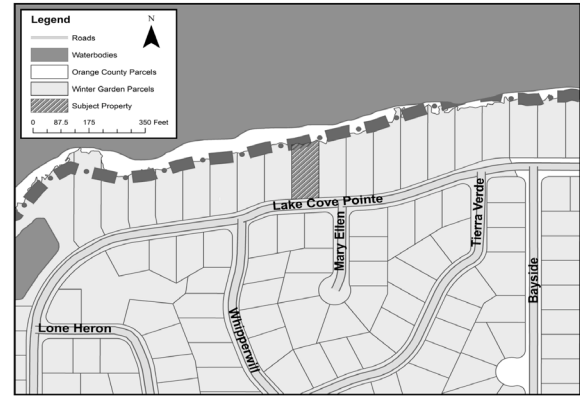 Legend
N
Roads
Waterbodies
Orange County Parcels
Winter Garden Parcels
Subject Property
0 87.5 175 350 Feet
Lake Cove Pointe
Mary Ellen
Tierra Verde
Bayside
Whipperwill
Lone Heron